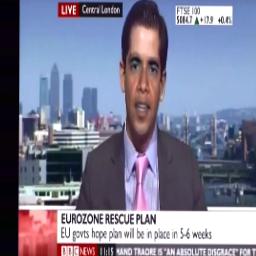 LIVE Central London
FTSE 100
5084.7 ▲+17.9 +0.4%
EUROZONE RESCUE PLAN
EU govts hope plan will be in place in 5-6 weeks
BBC NEWS 11:15 HAND TRAORE IS "AN ABSOLUTE DISGRACE" FOR T